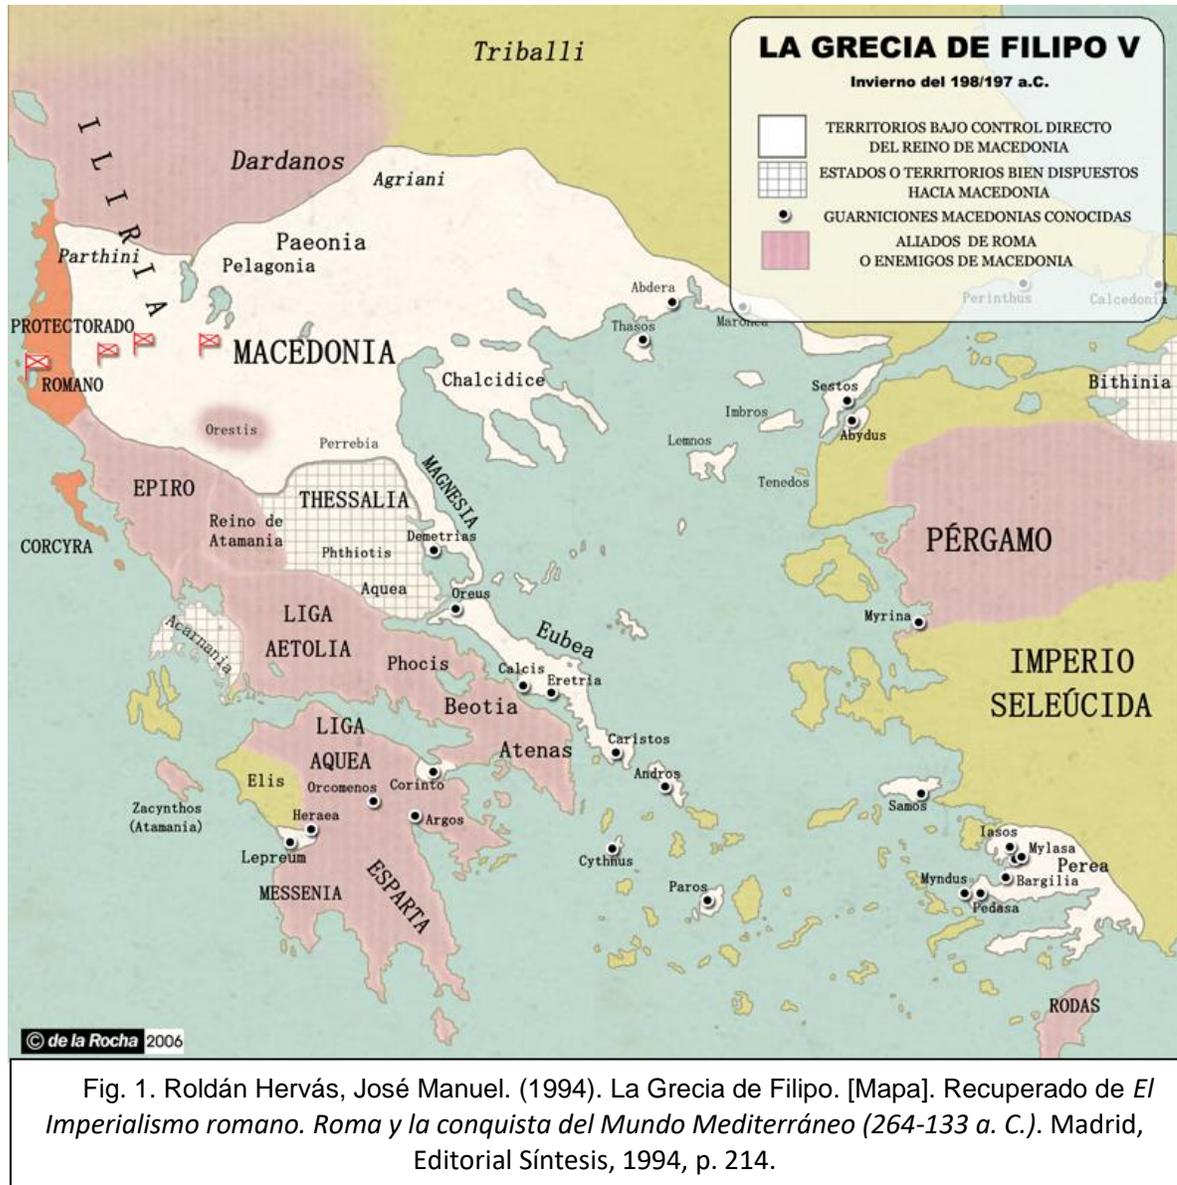 LA GRECIA DE FILIPO V
Invierno del 198/197 a.C.
TERRITORIOS BAJO CONTROL DIRECTO
DEL REINO DE MACEDONIA
ESTADOS O TERRITORIOS BIEN DISPUESTOS
HACIA MACEDONIA
GUARNICIONES MACEDONIAS CONOCIDAS
ALIADOS DE ROMA
O ENEMIGOS DE MACEDONIA
Triballi
ILIRIA
Dardanos
Agriani
Paeonia
Parthini
Pelagonia
Abdera
Maronea
Perinthus
Calcedonia
Thasos
PROTECTORADO
ROMANO
MACEDONIA
Chalcidice
Sestos
Bithinia
Imbros
Abydus
Orestis
Perrebia
Lemnos
Tenedos
MAGNESIA
EPIRO
THESSALIA
Reino de
Atamania
Demetrias
Phthiotis
CORCYRA
PÉRGAMO
Aquea
Oreus
LIGA
AETOLIA
Acarnania
Eubea
Myrina
Phocis
Calcis
Eretria
IMPERIO
SELEÚCIDA
Beotia
LIGA
AQUEA
Atenas
Caristos
Elis
Corinto
Orcomenos
Andros
Zacynthos
(Atamania)
Heraea
Argos
Samos
Lepreum
Iasos
Mylasa
Cythnus
Perea
MESSENIA
ESPARTA
Paros
Myndus
Bargilia
Pedasa
RODAS
© de la Rocha 2006
Fig. 1. Roldán Hervás, José Manuel. (1994). La Grecia de Filipo. [Mapa]. Recuperado de El
Imperialismo romano. Roma y la conquista del Mundo Mediterráneo (264-133 a. C.). Madrid,
Editorial Síntesis, 1994, p. 214.